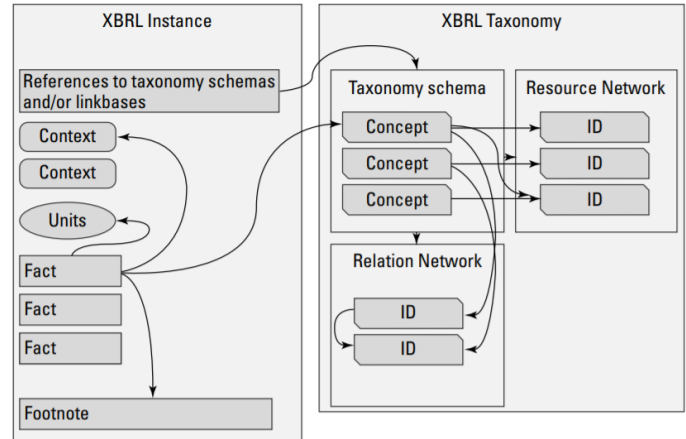 XBRL Instance
References to taxonomy schemas
and/or linkbases
Context
Context
Units
Fact
Fact
Fact
Footnote
XBRL Taxonomy
Taxonomy schema
Concept
Concept
Concept
Resource Network
ID
ID
ID
Relation Network
ID
ID